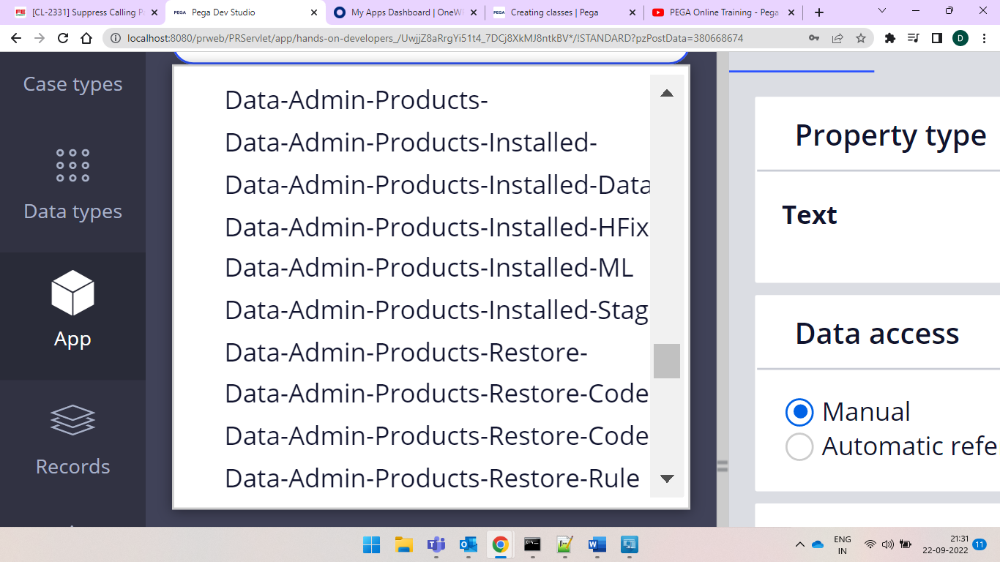 [CL-2331] Suppress Calling P
PEGA Pega Dev Studio
My Apps Dashboard | OneW
PEGA Creating classes | Pega
PEGA Online Training - Pega
localhost:8080/prweb/PRServlet/app/hands-on-developers_/UwjjZ8aRrgYi51t4_7DCj8XkMJ8ntkBV*/!STANDARD?pzPostData=380668674
D
Case types
Data types
App
Records
Data-Admin-Products-
Data-Admin-Products-Installed-
Data-Admin-Products-Installed-Data
Data-Admin-Products-Installed-HFix
Data-Admin-Products-Installed-ML
Data-Admin-Products-Installed-Stag
Data-Admin-Products-Restore-
Data-Admin-Products-Restore-Code
Data-Admin-Products-Restore-Code
Data-Admin-Products-Restore-Rule
Property type
Text
Data access
Manual
Automatic refe
ENG
IN
21:31
22-09-2022
11